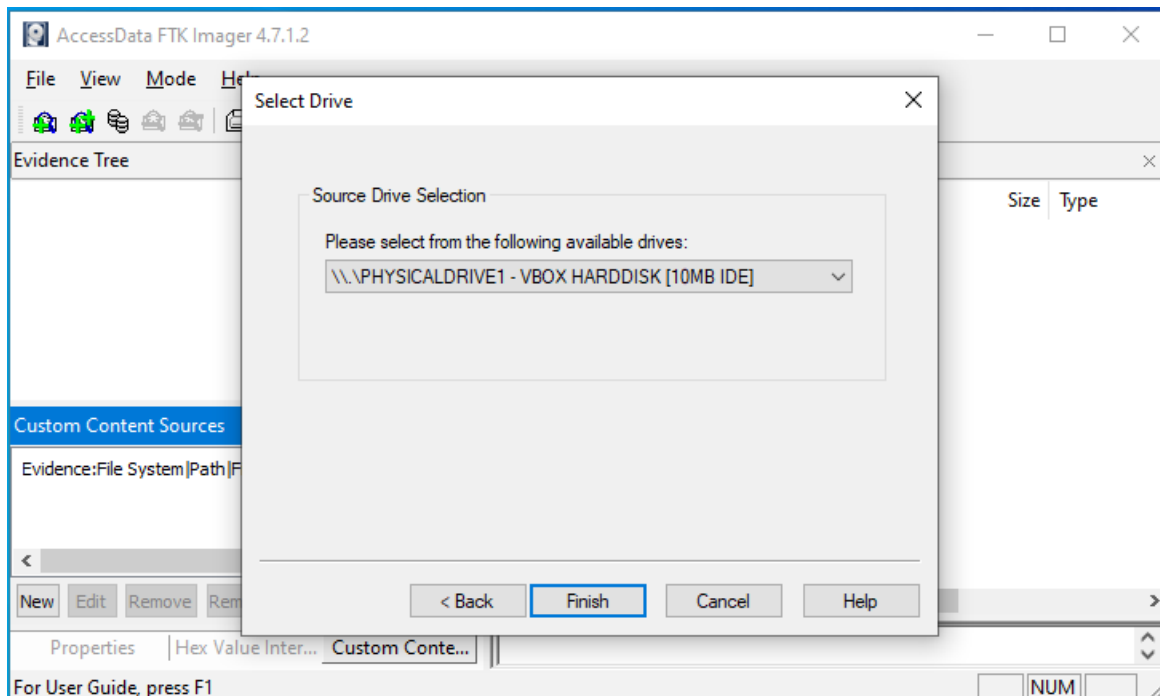 AccessData FTK Imager 4.7.1.2
File View Mode Help
Select Drive
Evidence Tree
Size Type
Source Drive Selection
Please select from the following available drives:
\\.\PHYSICALDRIVE1 - VBOX HARDDISK [10MB IDE]
Custom Content Sources
Evidence:File System|Path|F
New Edit Remove Rem
< Back Finish Cancel Help
Properties Hex Value Inter... Custom Conte...
For User Guide, press F1
NUM